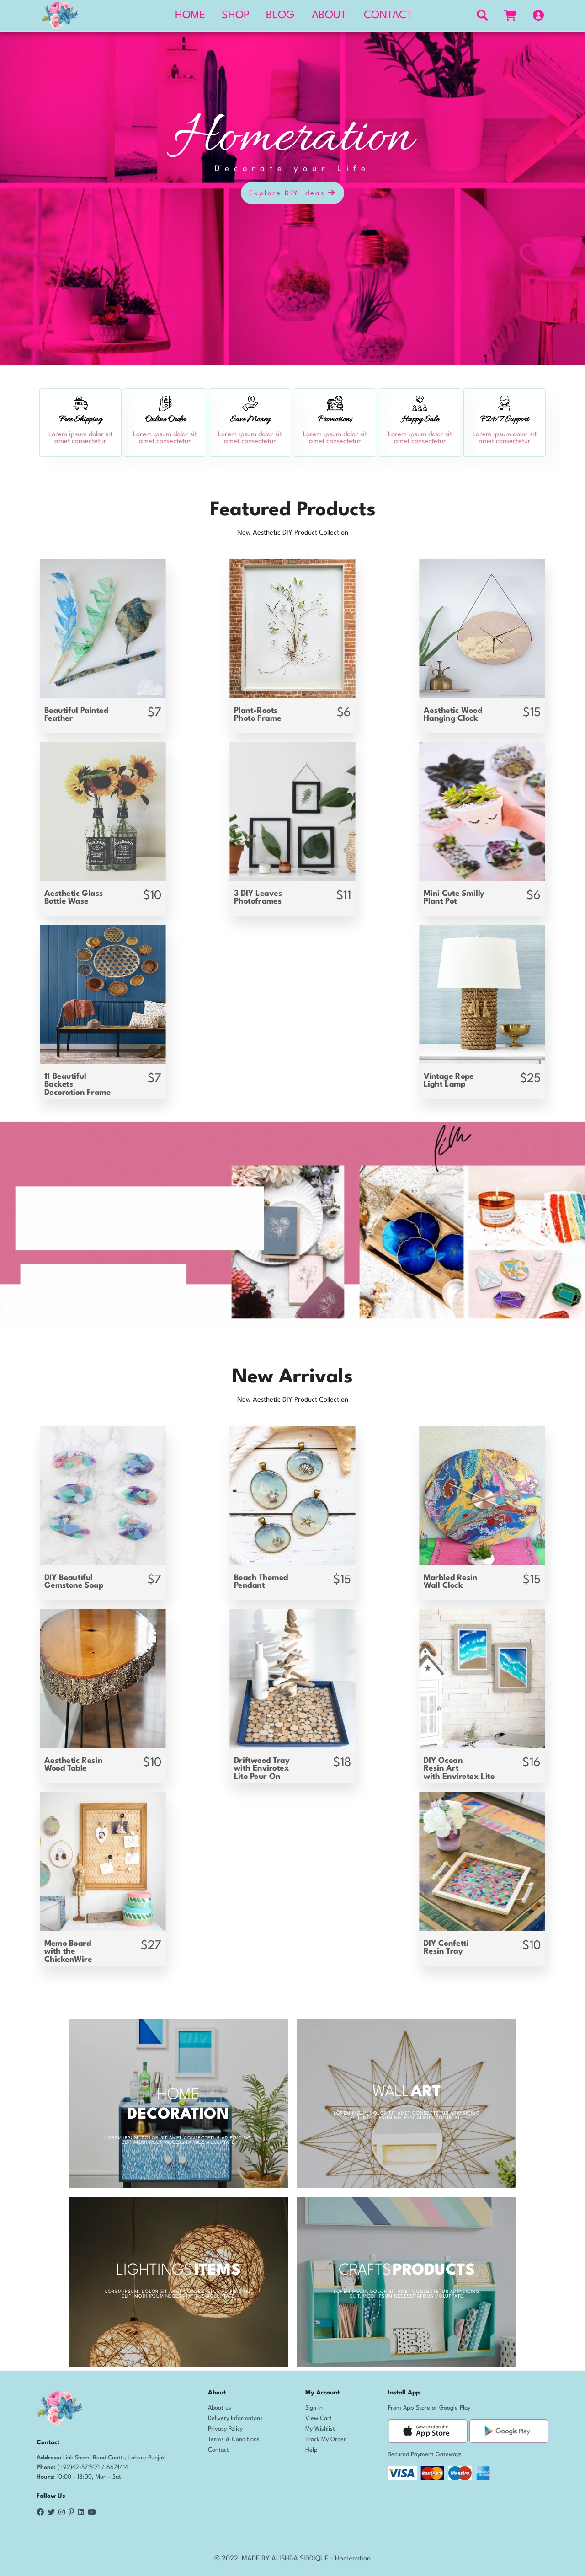 HOME SHOP BLOG ABOUT CONTACT
Homeration
Decorate your Life
Explore DIY Ideas
Free Shipping
Lorem ipsum dolor sit
amet consectetur
Online Order
Lorem ipsum dolor sit
amet consectetur
Save Money
Lorem ipsum dolor sit
amet consectetur
Promotions
Lorem ipsum dolor sit
amet consectetur
Happy Sale
Lorem ipsum dolor sit
amet consectetur
F24/7 Support
Lorem ipsum dolor sit
amet consectetur
Featured Products
New Aesthetic DIY Product Collection
Beautiful Painted
Feather
$7
Plant-Roots
Photo Frame
$6
Aesthetic Wood
Hanging Clock
$15
Aesthetic Glass
Bottle Wase
$10
3 DIY Leaves
Photoframes
$11
Mini Cute Smilly
Plant Pot
$6
11 Beautiful
Backets
Decoration Frame
$7
Vintage Rope
Light Lamp
$25
New Arrivals
New Aesthetic DIY Product Collection
DIY Beautiful
Gemstone Soap
$7
Beach Themed
Pendant
$15
Marbled Resin
Wall Clock
$15
Aesthetic Resin
Wood Table
$10
Driftwood Tray
with Envirotex
Lite Pour On
$18
DIY Ocean
Resin Art
with Envirotex Lite
$16
Memo Board
with the
ChickenWire
$27
DIY Confetti
Resin Tray
$10
HOME
DECORATION
LOREM IPSUM, DOLOR SIT AMET CONSECTETUR ADIPISICING
ELIT. MODI IPSUM NECESSITATIBUS VOLUPTATE
WALL ART
LOREM IPSUM, DOLOR SIT AMET CONSECTETUR ADIPISICING
ELIT. MODI IPSUM NECESSITATIBUS VOLUPTATE
LIGHTINGS ITEMS
LOREM IPSUM, DOLOR SIT AMET CONSECTETUR ADIPISICING
ELIT. MODI IPSUM NECESSITATIBUS VOLUPTATE
CRAFTS PRODUCTS
LOREM IPSUM, DOLOR SIT AMET CONSECTETUR ADIPISICING
ELIT. MODI IPSUM NECESSITATIBUS VOLUPTATE
Contact
Address: Link Shami Road Cantt., Lahore Punjab
Phone: (+92)42-5715171 / 6674414
Hours: 10:00 - 18:00, Mon - Sat
Follow Us
About
About us
Delivery Informatons
Privacy Policy
Terms & Conditions
Contact
My Account
Sign in
View Cart
My Wishlist
Track My Order
Help
Install App
From App Store or Google Play
Download on the
App Store
Google Play
Secured Payment Gateways
VISA MasterCard Maestro
© 2022, MADE BY ALISHBA SIDDIQUE - Homeration